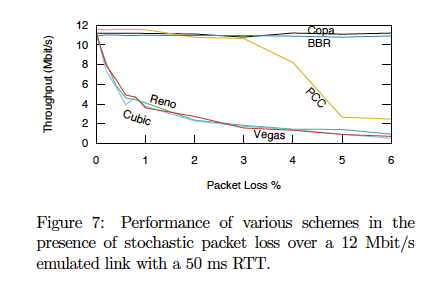 12
10
8
6
4
2
0
Throughput (Mbit/s)
Copa
BBR
PCC
Reno
Cubic
Vegas
0 1 2 3 4 5 6
Packet Loss %
Figure 7: Performance of various schemes in the
presence of stochastic packet loss over a 12 Mbit/s
emulated link with a 50 ms RTT.